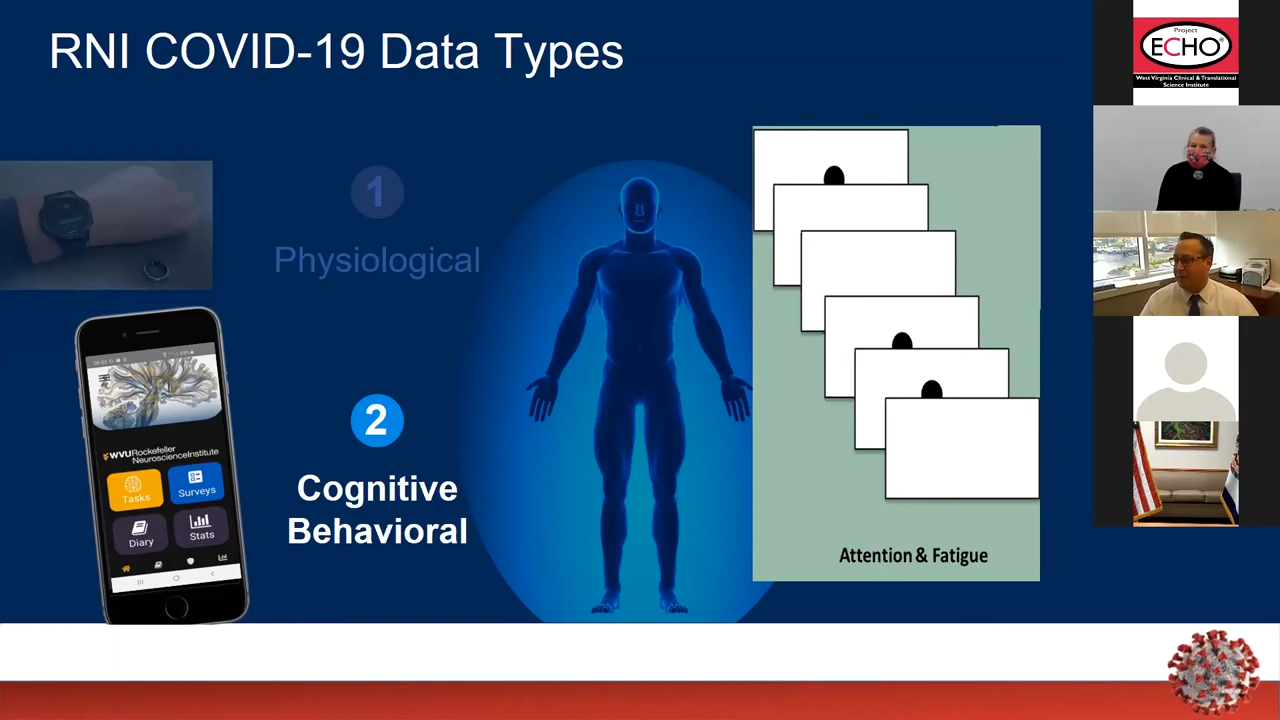 RNI COVID-19 Data Types
1
Physiological
2
Cognitive
Behavioral
WVURockefeller
NeuroscienceInstitute
Tasks
Surveys
Diary
Stats
Attention & Fatigue
Project
ECHO®
West Virginia Clinical & Translational
Science Institute